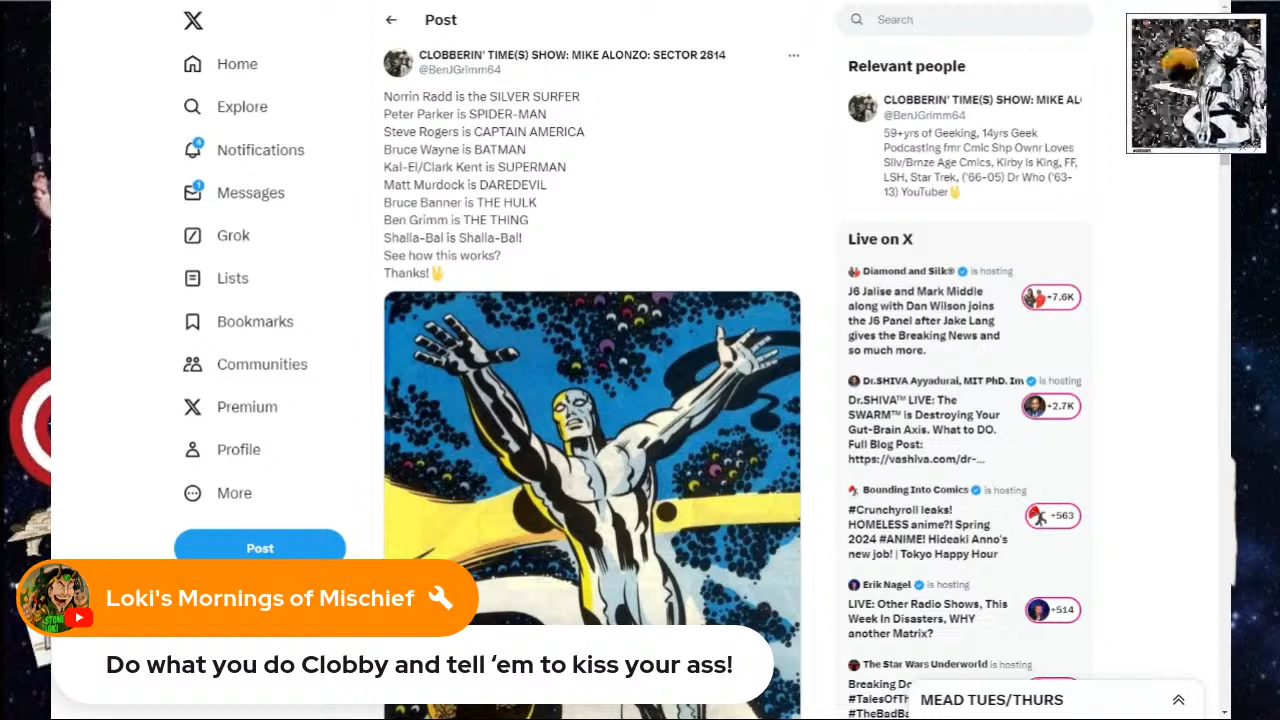 Post
CLOBBERIN' TIME(S) SHOW: MIKE ALONZO: SECTOR 2814
@BenJGrimm64
Norrin Radd is the SILVER SURFER
Peter Parker is SPIDER-MAN
Steve Rogers is CAPTAIN AMERICA
Bruce Wayne is BATMAN
Kal-El/Clark Kent is SUPERMAN
Matt Murdock is DAREDEVIL
Bruce Banner is THE HULK
Ben Grimm is THE THING
Shalla-Bal is Shalla-Bal!
See how this works?
Thanks!🖖
Home
Explore
4
Notifications
1
Messages
Grok
Lists
Bookmarks
Communities
Premium
Profile
More
Post
Search
Relevant people
CLOBBERIN' TIME(S) SHOW: MIKE AL
@BenJGrimm64
59+yrs of Geeking, 14yrs Geek
Podcasting fmr Cmic Shp Ownr Loves
Silv/Brnze Age Cmics, Kirby is King, FF,
LSH, Star Trek, ('66-05) Dr Who ('63-
13) YouTuber🖖
Live on X
Diamond and Silk® is hosting
J6 Jalise and Mark Middle
along with Dan Wilson joins
the J6 Panel after Jake Lang
gives the Breaking News and
so much more.
+7.6K
Dr.SHIVA Ayyadurai, MIT PhD. Im is hosting
Dr.SHIVA™ LIVE: The
SWARM™ is Destroying Your
Gut-Brain Axis. What to DO.
Full Blog Post:
https://vashiva.com/dr-...
+2.7K
Bounding Into Comics is hosting
#Crunchyroll leaks!
HOMELESS anime?! Spring
2024 #ANIME! Hideaki Anno's
new job! | Tokyo Happy Hour
+563
Erik Nagel is hosting
LIVE: Other Radio Shows, This
Week In Disasters, WHY
another Matrix?
+514
The Star Wars Underworld is hosting
Breaking Do
#TalesOfTh
#TheBadBa
MEAD TUES/THURS
Loki's Mornings of Mischief
Do what you do Clobby and tell ‘em to kiss your ass!